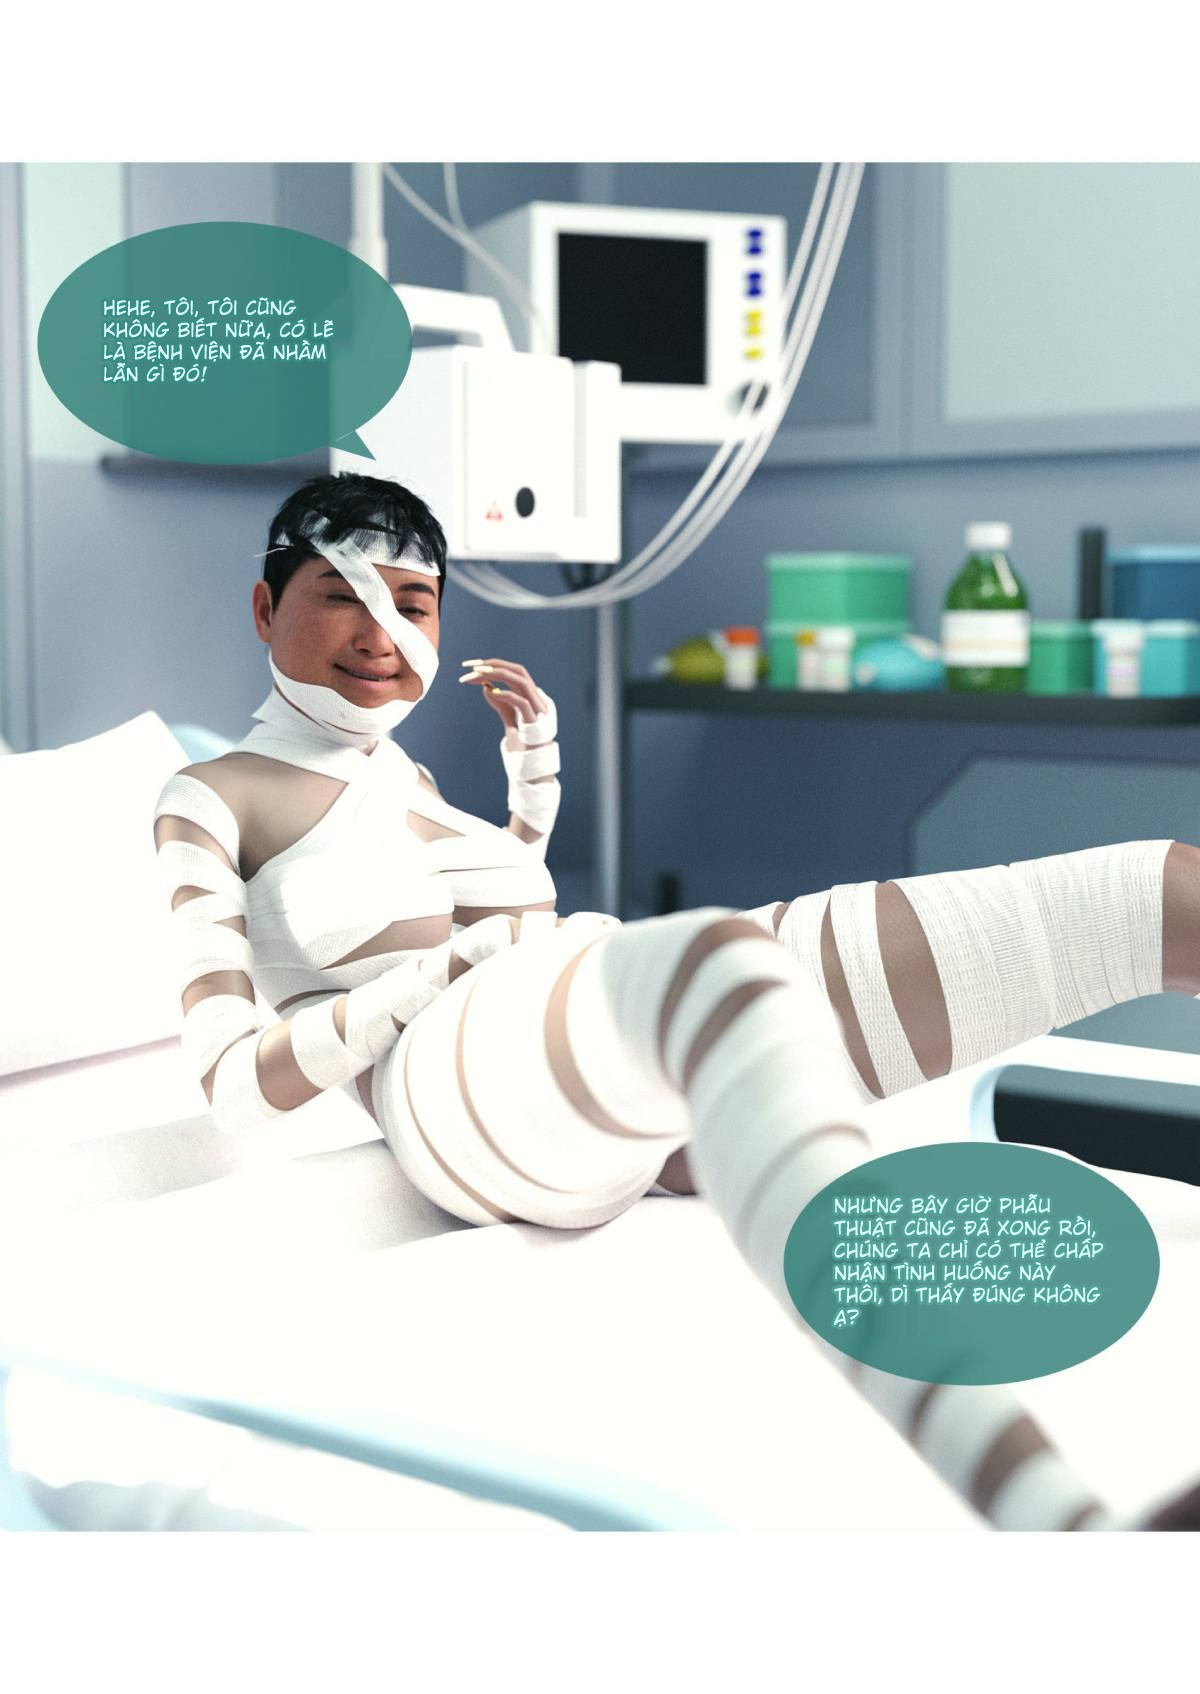 HEHE, TÔI, TÔI CŨNG
KHÔNG BIẾT NỮA, CÓ LẼ
LÀ BỆNH VIỆN ĐÃ NHẦM
LẪN GÌ ĐÓ!
NHƯNG BÂY GIỜ PHẪU
THUẬT CŨNG ĐÃ XONG RỒI,
CHÚNG TA CHỈ CÓ THỂ CHẤP
NHẬN TÌNH HUỐNG NÀY
THÔI, DÌ THẤY ĐÚNG KHÔNG
Ạ?